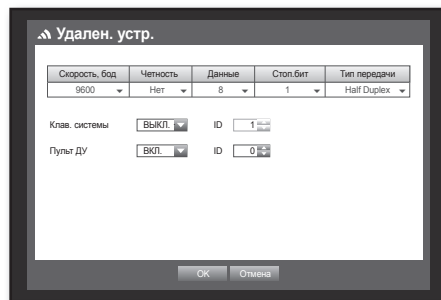 Удален. устр.
Скорость, бод Четность Данные Стоп.бит Тип передачи
9600 Нет 8 1 Half Duplex
Клав. системы ВЫКЛ. ID 1
Пульт ДУ ВКЛ. ID 0
OK Отмена